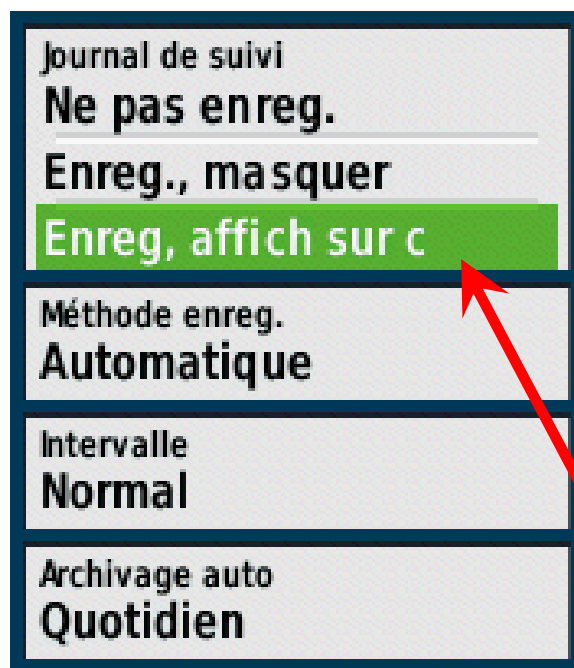 Journal de suivi
Ne pas enreg.
Enreg., masquer
Enreg, affich sur c
Méthode enreg.
Automatique
Intervalle
Normal
Archivage auto
Quotidien